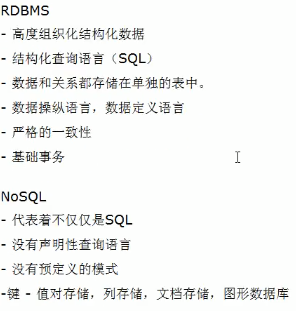 RDBMS
- 高度组织化结构化数据
- 结构化查询语言（SQL）
- 数据和关系都存储在单独的表中。
- 数据操纵语言，数据定义语言
- 严格的一致性
- 基础事务
NoSQL
- 代表着不仅仅是SQL
- 没有声明性查询语言
- 没有预定义的模式
-键 - 值对存储，列存储，文档存储，图形数据库